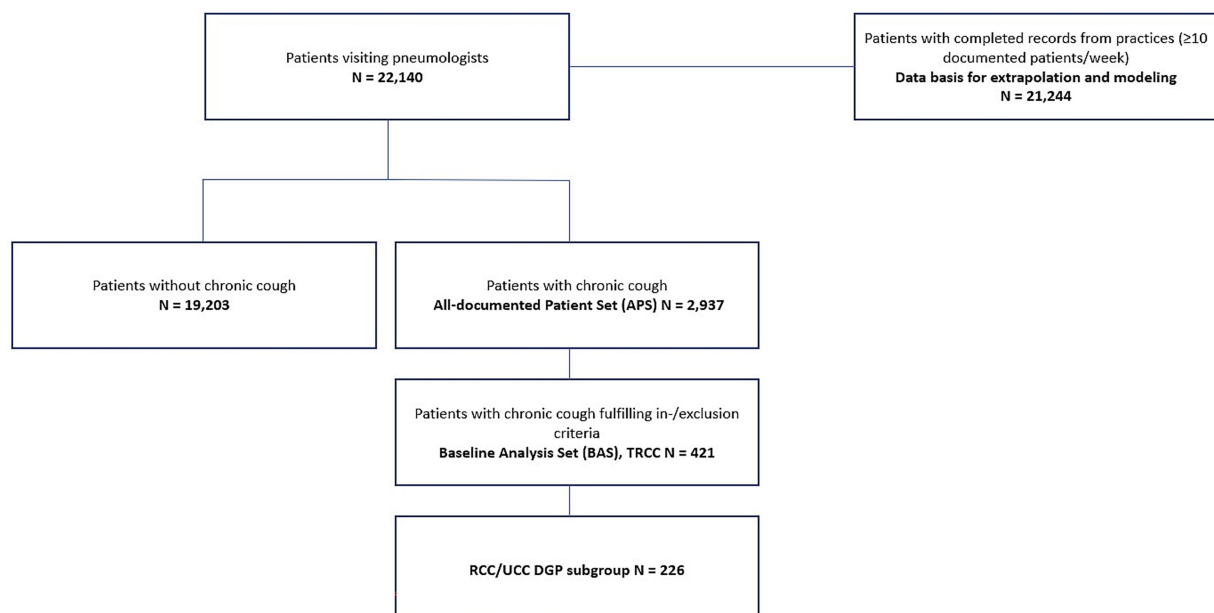 Patients visiting pneumologists
N = 22,140
Patients with completed records from practices (≥10
documented patients/week)
Data basis for extrapolation and modeling
N = 21,244
Patients without chronic cough
N = 19,203
Patients with chronic cough
All-documented Patient Set (APS) N = 2,937
Patients with chronic cough fulfilling in-/exclusion
criteria
Baseline Analysis Set (BAS), TRCC N = 421
RCC/UCC DGP subgroup N = 226